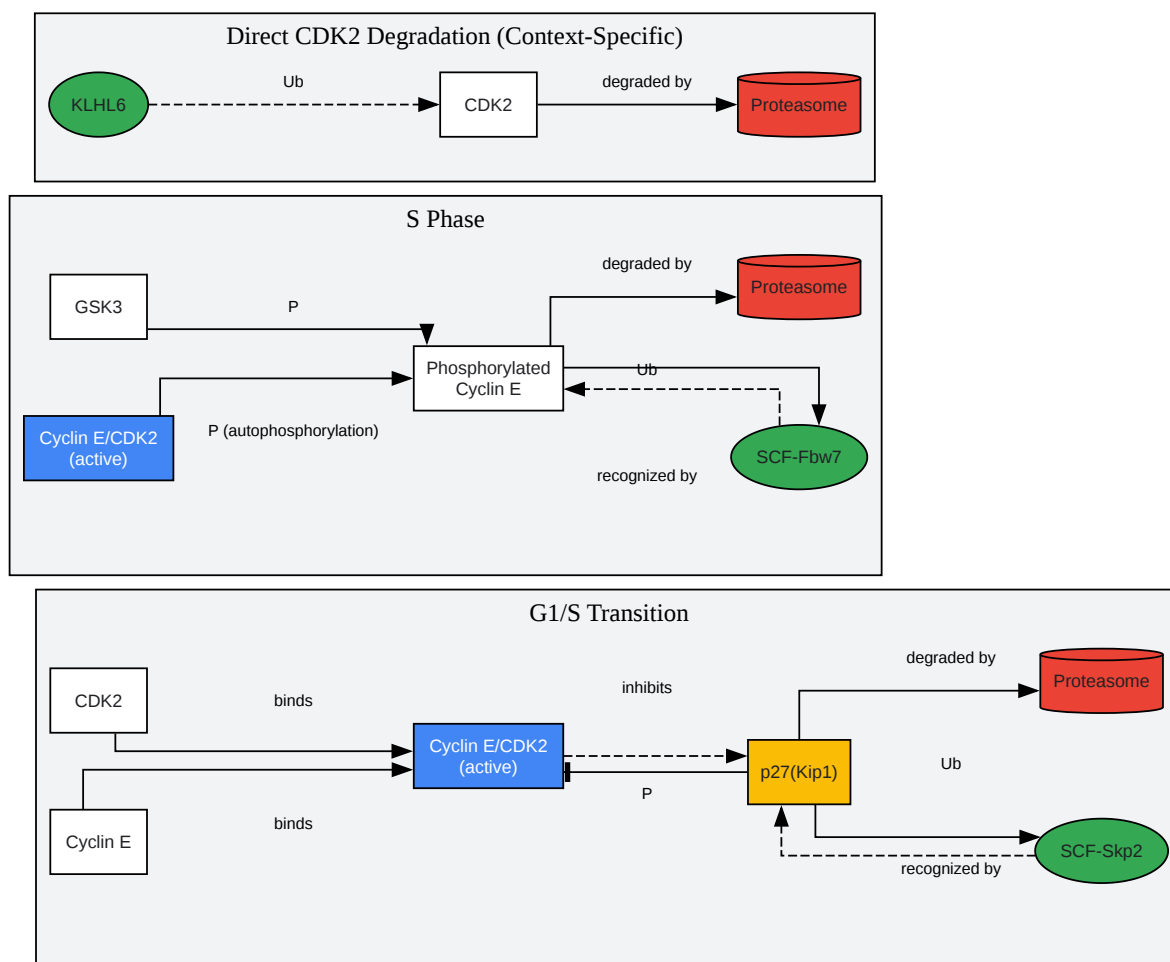 Direct CDK2 Degradation (Context-Specific)
KLHL6
Ub
CDK2
degraded by
Proteasome
S Phase
GSK3
P
degraded by
Proteasome
Phosphorylated
Cyclin E
Ub
Cyclin E/CDK2
(active)
P (autophosphorylation)
SCF-Fbw7
recognized by
G1/S Transition
CDK2
binds
inhibits
degraded by
Proteasome
Cyclin E/CDK2
(active)
p27(Kip1)
Ub
P
Cyclin E
binds
SCF-Skp2
recognized by